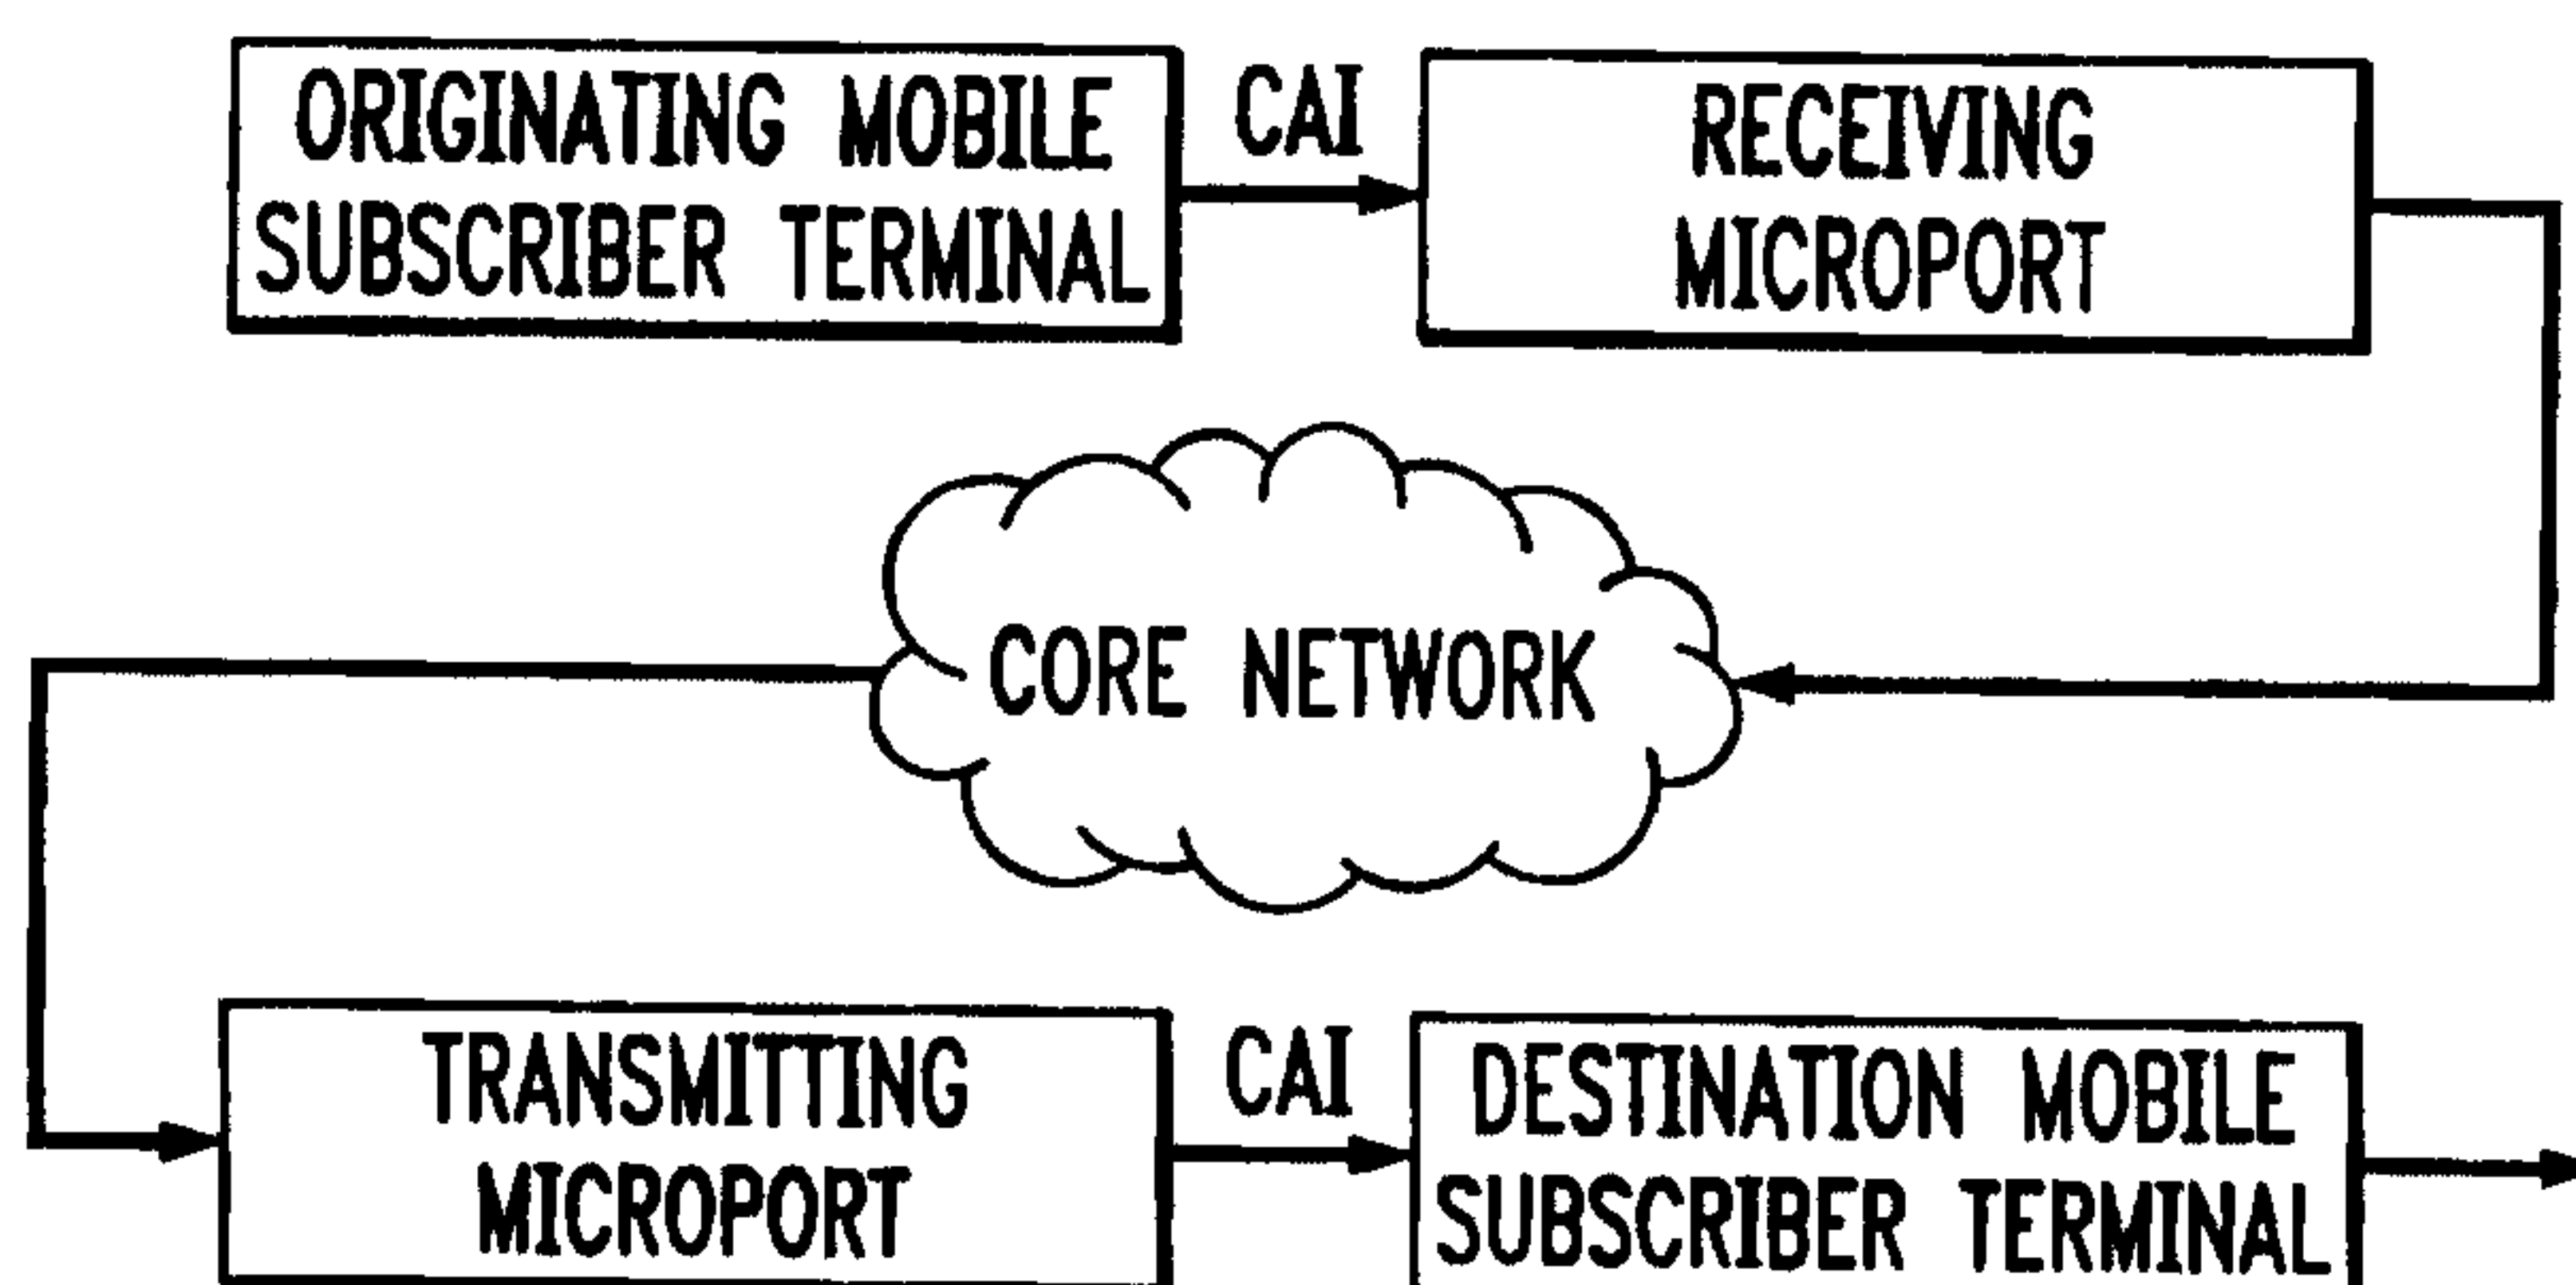 ORIGINATING MOBILE
SUBSCRIBER TERMINAL
CAI
RECEIVING
MICROPORT
CORE NETWORK
TRANSMITTING
MICROPORT
CAI
DESTINATION MOBILE
SUBSCRIBER TERMINAL